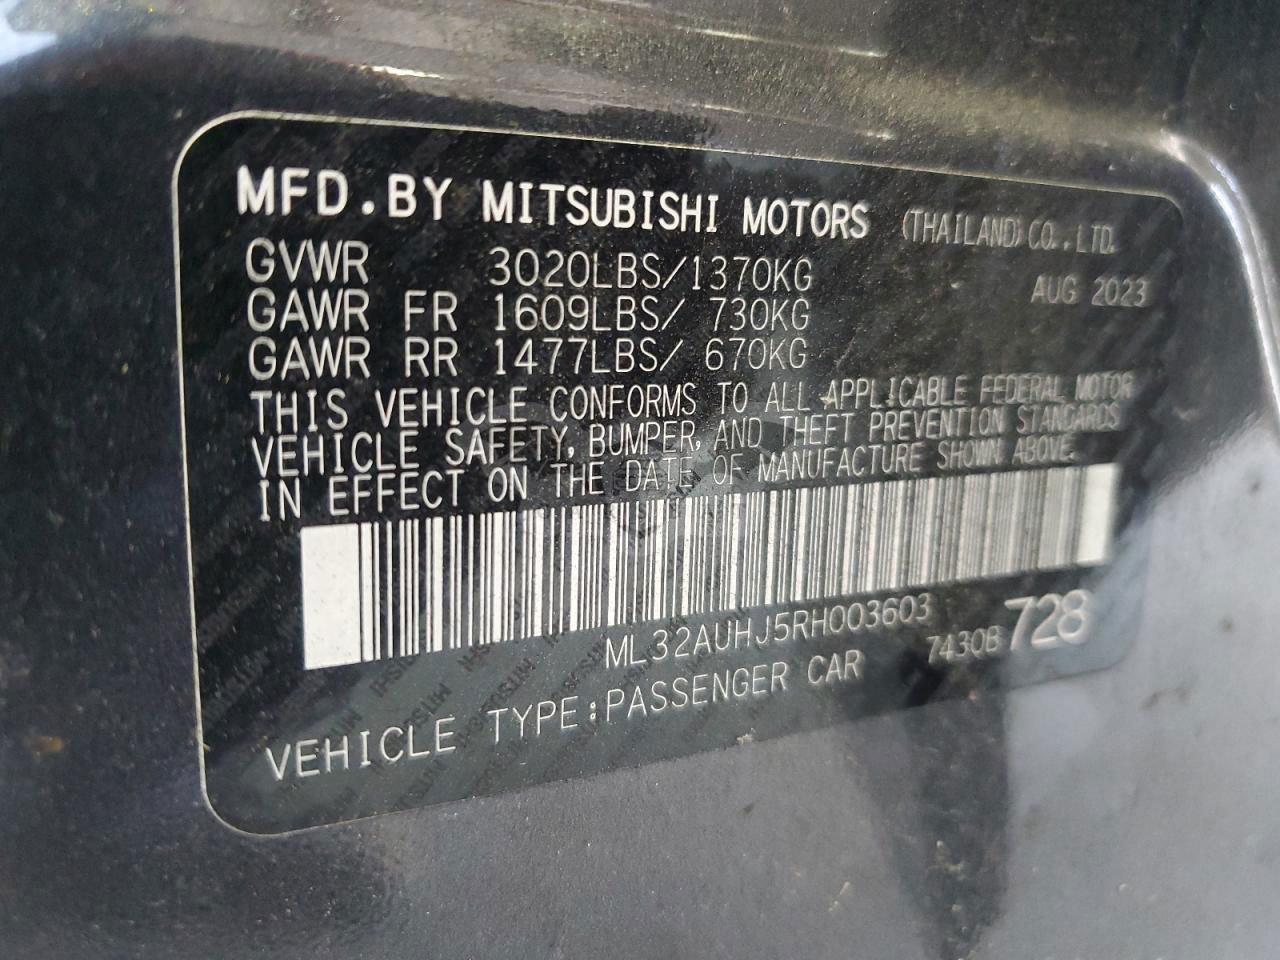 MFD.BY MITSUBISHI MOTORS (THAILAND) CO.,LTD.
GVWR 3020LBS/1370KG AUG 2023
GAWR FR 1609LBS/ 730KG
GAWR RR 1477LBS/ 670KG
THIS VEHICLE CONFORMS TO ALL APPLICABLE FEDERAL MOTOR
VEHICLE SAFETY, BUMPER, AND THEFT PREVENTION STANDARDS
IN EFFECT ON THE DATE OF MANUFACTURE SHOWN ABOVE.
ML32AUHJ5RH003603
7430B 728
VEHICLE TYPE:PASSENGER CAR